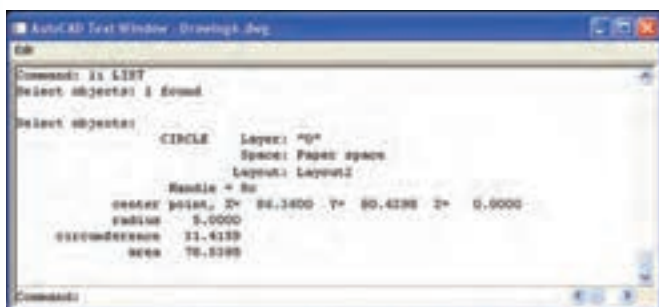 AutoCAD Text Window - Drawing6.dwg
Edit
Command: li LIST
Select objects: 1 found
Select objects:
CIRCLE Layer: "0"
Space: Paper space
Layout: Layout2
Handle =
center point, X= Y= Z= 0.0000
radius 5.0000
circumference 31.4159
area 78.5398
Command: